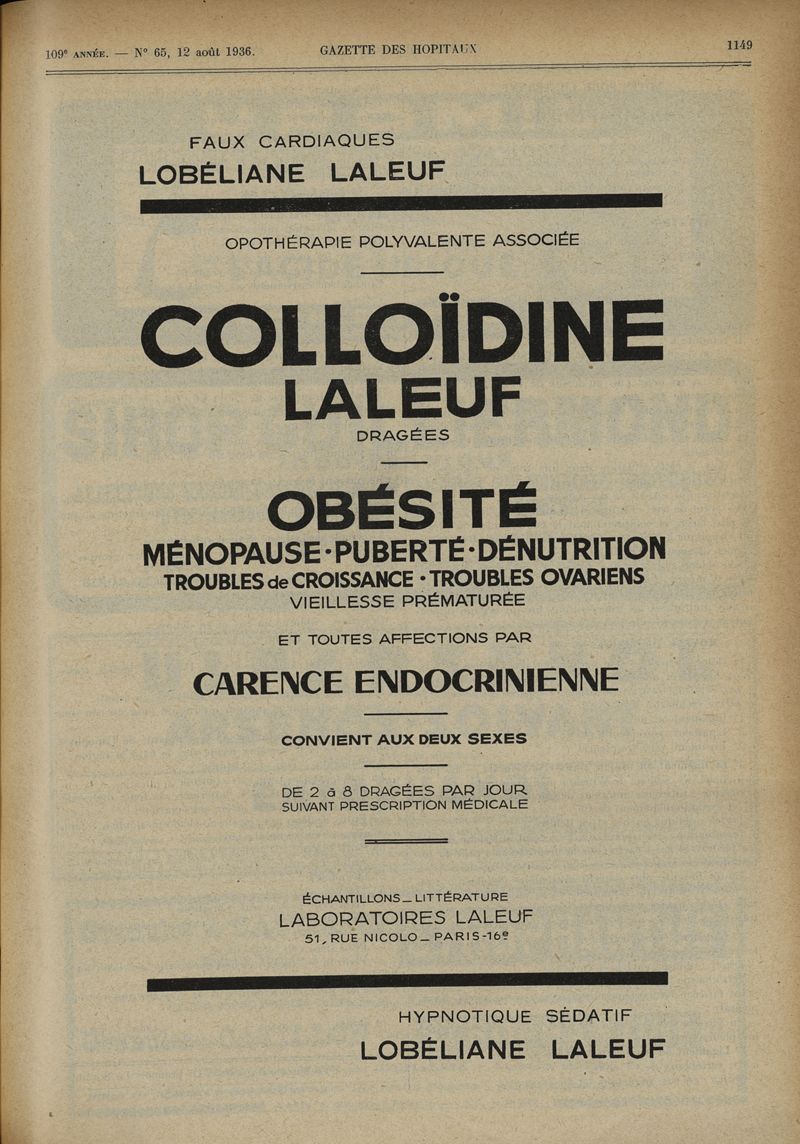 109e ANNÉE. — N° 65, 12 août 1936.
GAZETTE DES HOPITAUX
1149
FAUX CARDIAQUES
LOBÉLIANE LALEUF
OPOTHÉRAPIE POLYVALENTE ASSOCIÉE
COLLOÏDINE
LALEUF
DRAGÉES
OBÉSITÉ
MÉNOPAUSE·PUBERTÉ·DÉNUTRITION
TROUBLES de CROISSANCE · TROUBLES OVARIENS
VIEILLESSE PRÉMATURÉE
ET TOUTES AFFECTIONS PAR
CARENCE ENDOCRINIENNE
CONVIENT AUX DEUX SEXES
DE 2 à 8 DRAGÉES PAR JOUR
SUIVANT PRESCRIPTION MÉDICALE
ÉCHANTILLONS _ LITTÉRATURE
LABORATOIRES LALEUF
51, RUE NICOLO _ PARIS-16e
HYPNOTIQUE SÉDATIF
LOBÉLIANE LALEUF